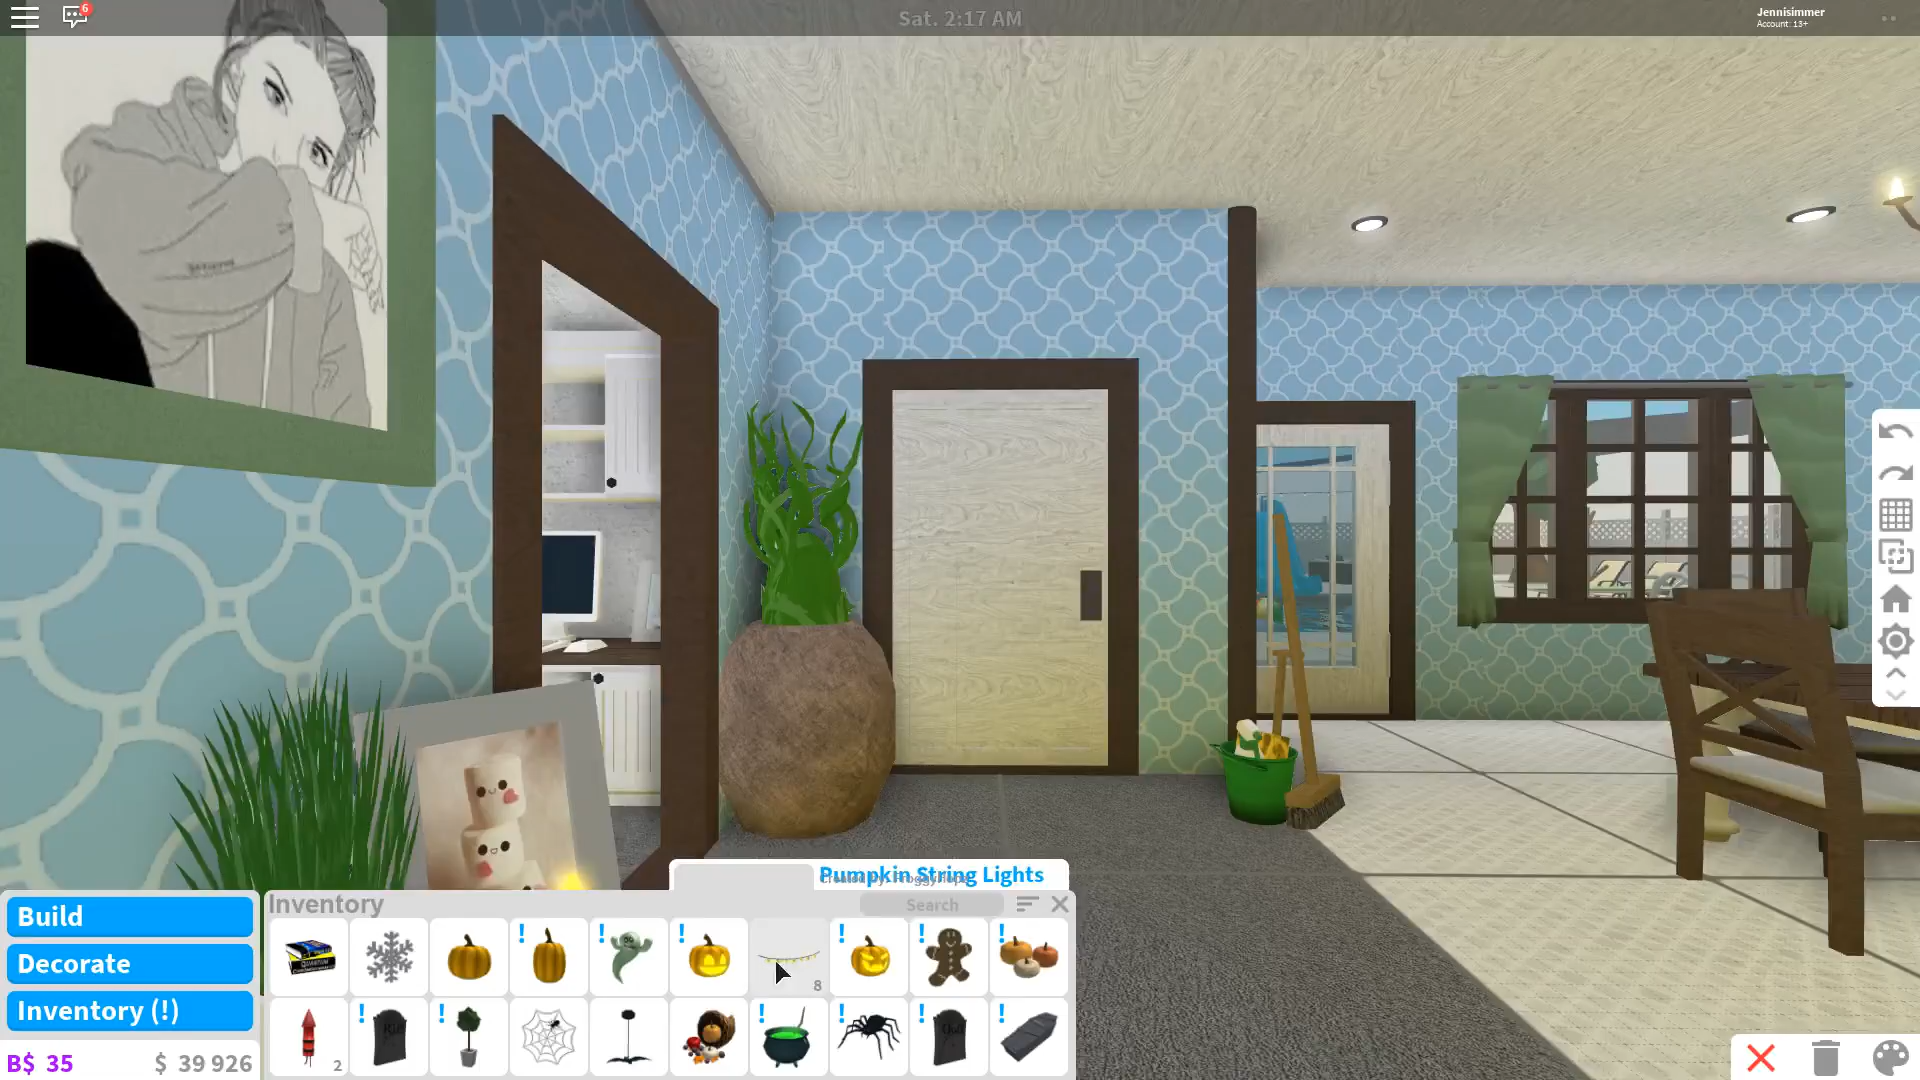 6
Sat. 2:17 AM
Jennisimmer
Account: 13+
Pumpkin String Lights
Inventory
Search
Build
Decorate
Inventory (!)
B$ 35
$ 39 926
! ! ! ! ! !
8
! ! ! ! ! !
2